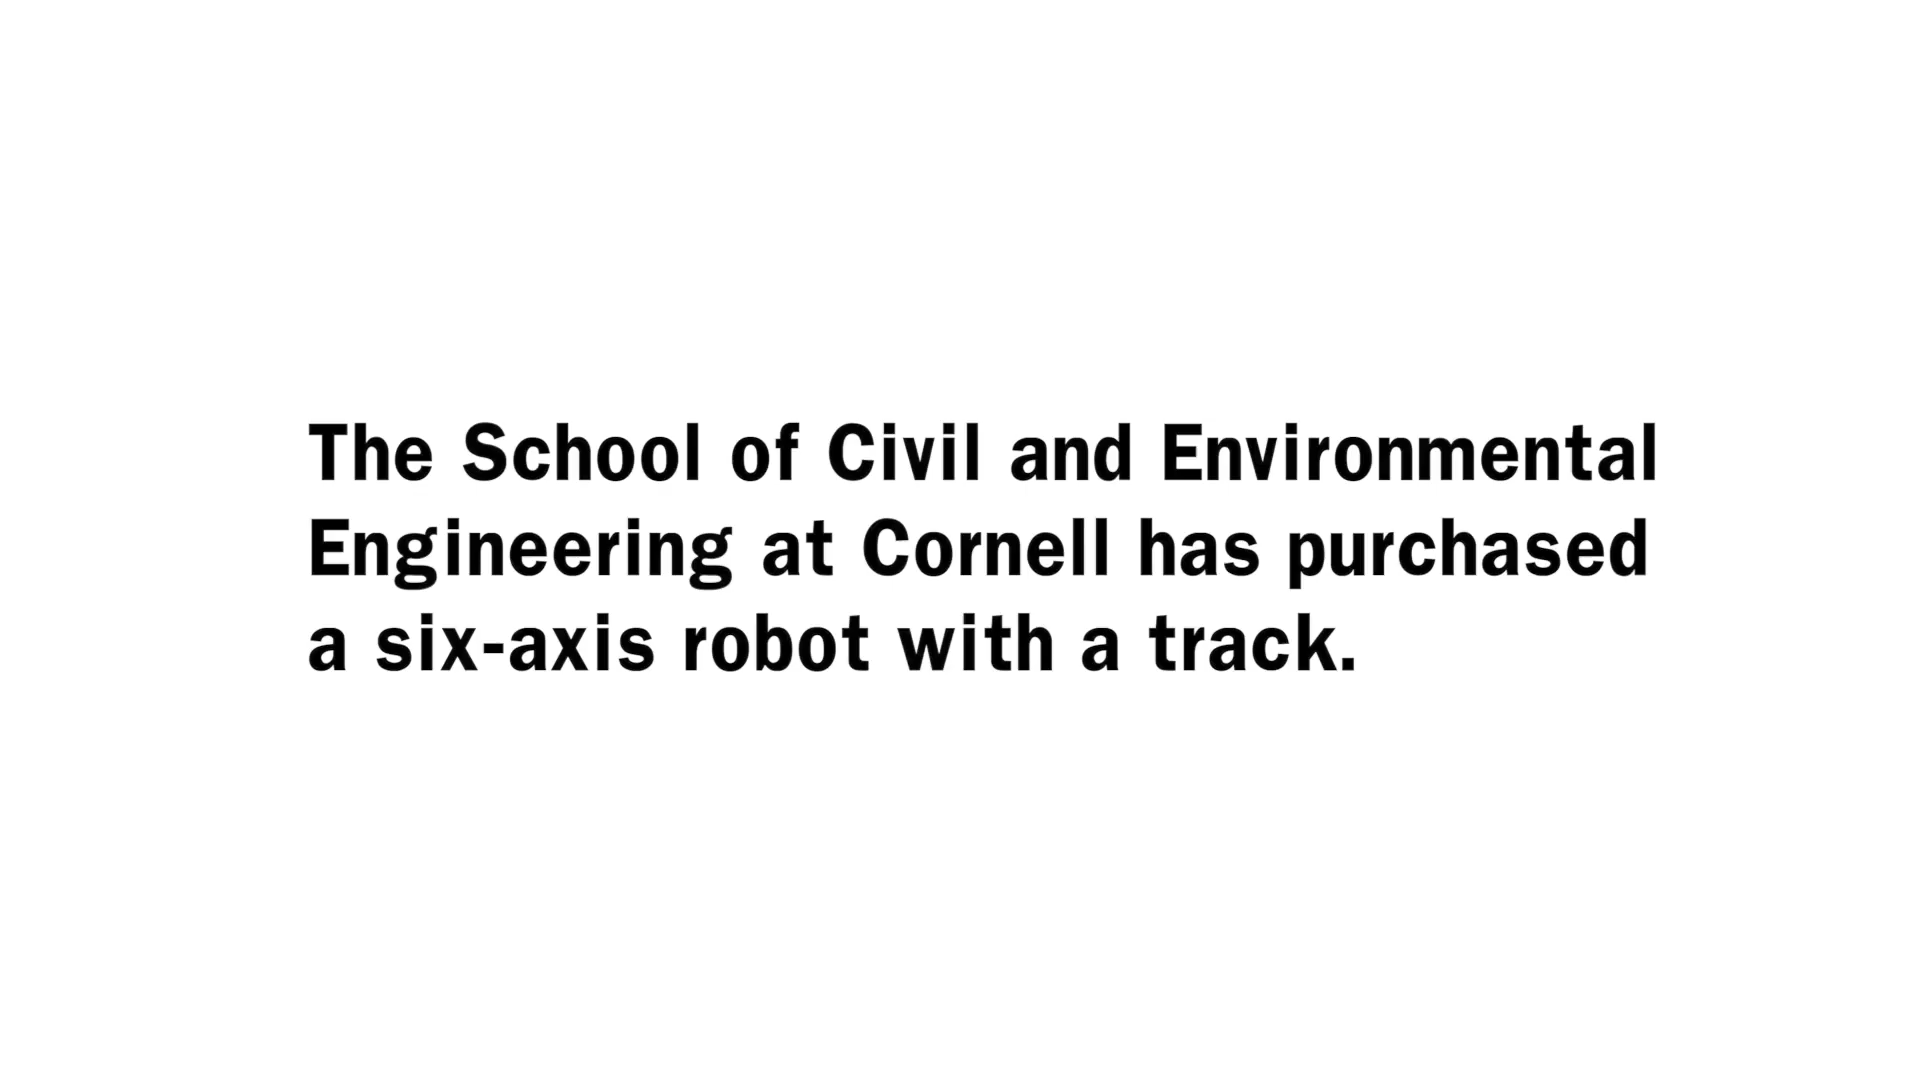 The School of Civil and Environmental
Engineering at Cornell has purchased
a six-axis robot with a track.